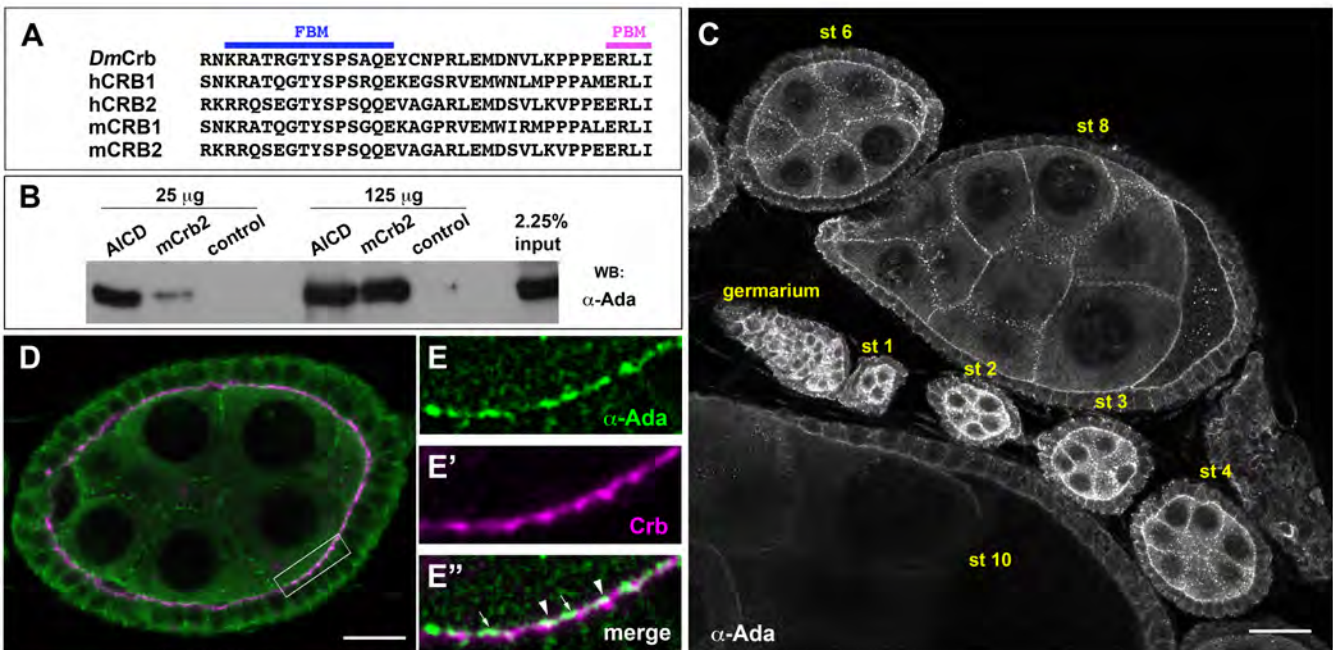 A
FBM
PBM
DmCrb RNKRATRGTYSPSAQEYCNPRLEMDNVLKPPPEERLI
hCRB1 SNKRATQGTYSPSRQEKEGSRVEMWNLMPPPAMERLI
hCRB2 RKRRQSEGTYSPSQQEVAGARLEMDSVLKVPPEERLI
mCRB1 SNKRATQGTYSPSGQEKAGPRVEMWIRMPPPALERLI
mCRB2 RKRRQSEGTYSPSQQEVAGARLEMDSVLKVPPEERLI
B
25 μg
125 μg
AICD mCrb2 control
AICD mCrb2 control
2.25%
input
WB:
α-Ada
C
st 6
st 8
germarium
st 1
st 2
st 3
st 4
st 10
α-Ada
D
E
α-Ada
E'
Crb
E''
merge